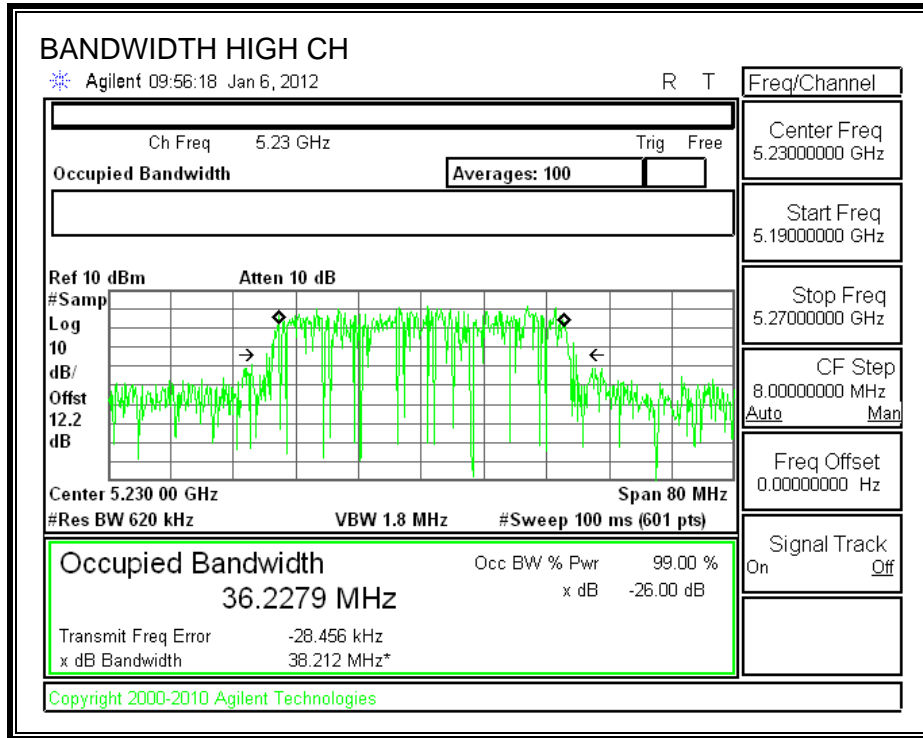 BANDWIDTH HIGH CH
Agilent 09:56:18 Jan 6, 2012 R T
Freq/Channel
Ch Freq 5.23 GHz Trig Free
Occupied Bandwidth Averages: 100
Center Freq
5.23000000 GHz
Start Freq
5.19000000 GHz
Stop Freq
5.27000000 GHz
CF Step
8.00000000 MHz
Auto Man
Freq Offset
0.00000000 Hz
Signal Track
On Off
Ref 10 dBm Atten 10 dB
#Samp
Log
10
dB/
Offst
12.2
dB
Center 5.230 00 GHz Span 80 MHz
#Res BW 620 kHz VBW 1.8 MHz #Sweep 100 ms (601 pts)
Occupied Bandwidth Occ BW % Pwr 99.00 %
36.2279 MHz x dB -26.00 dB
Transmit Freq Error -28.456 kHz
x dB Bandwidth 38.212 MHz*
Copyright 2000-2010 Agilent Technologies